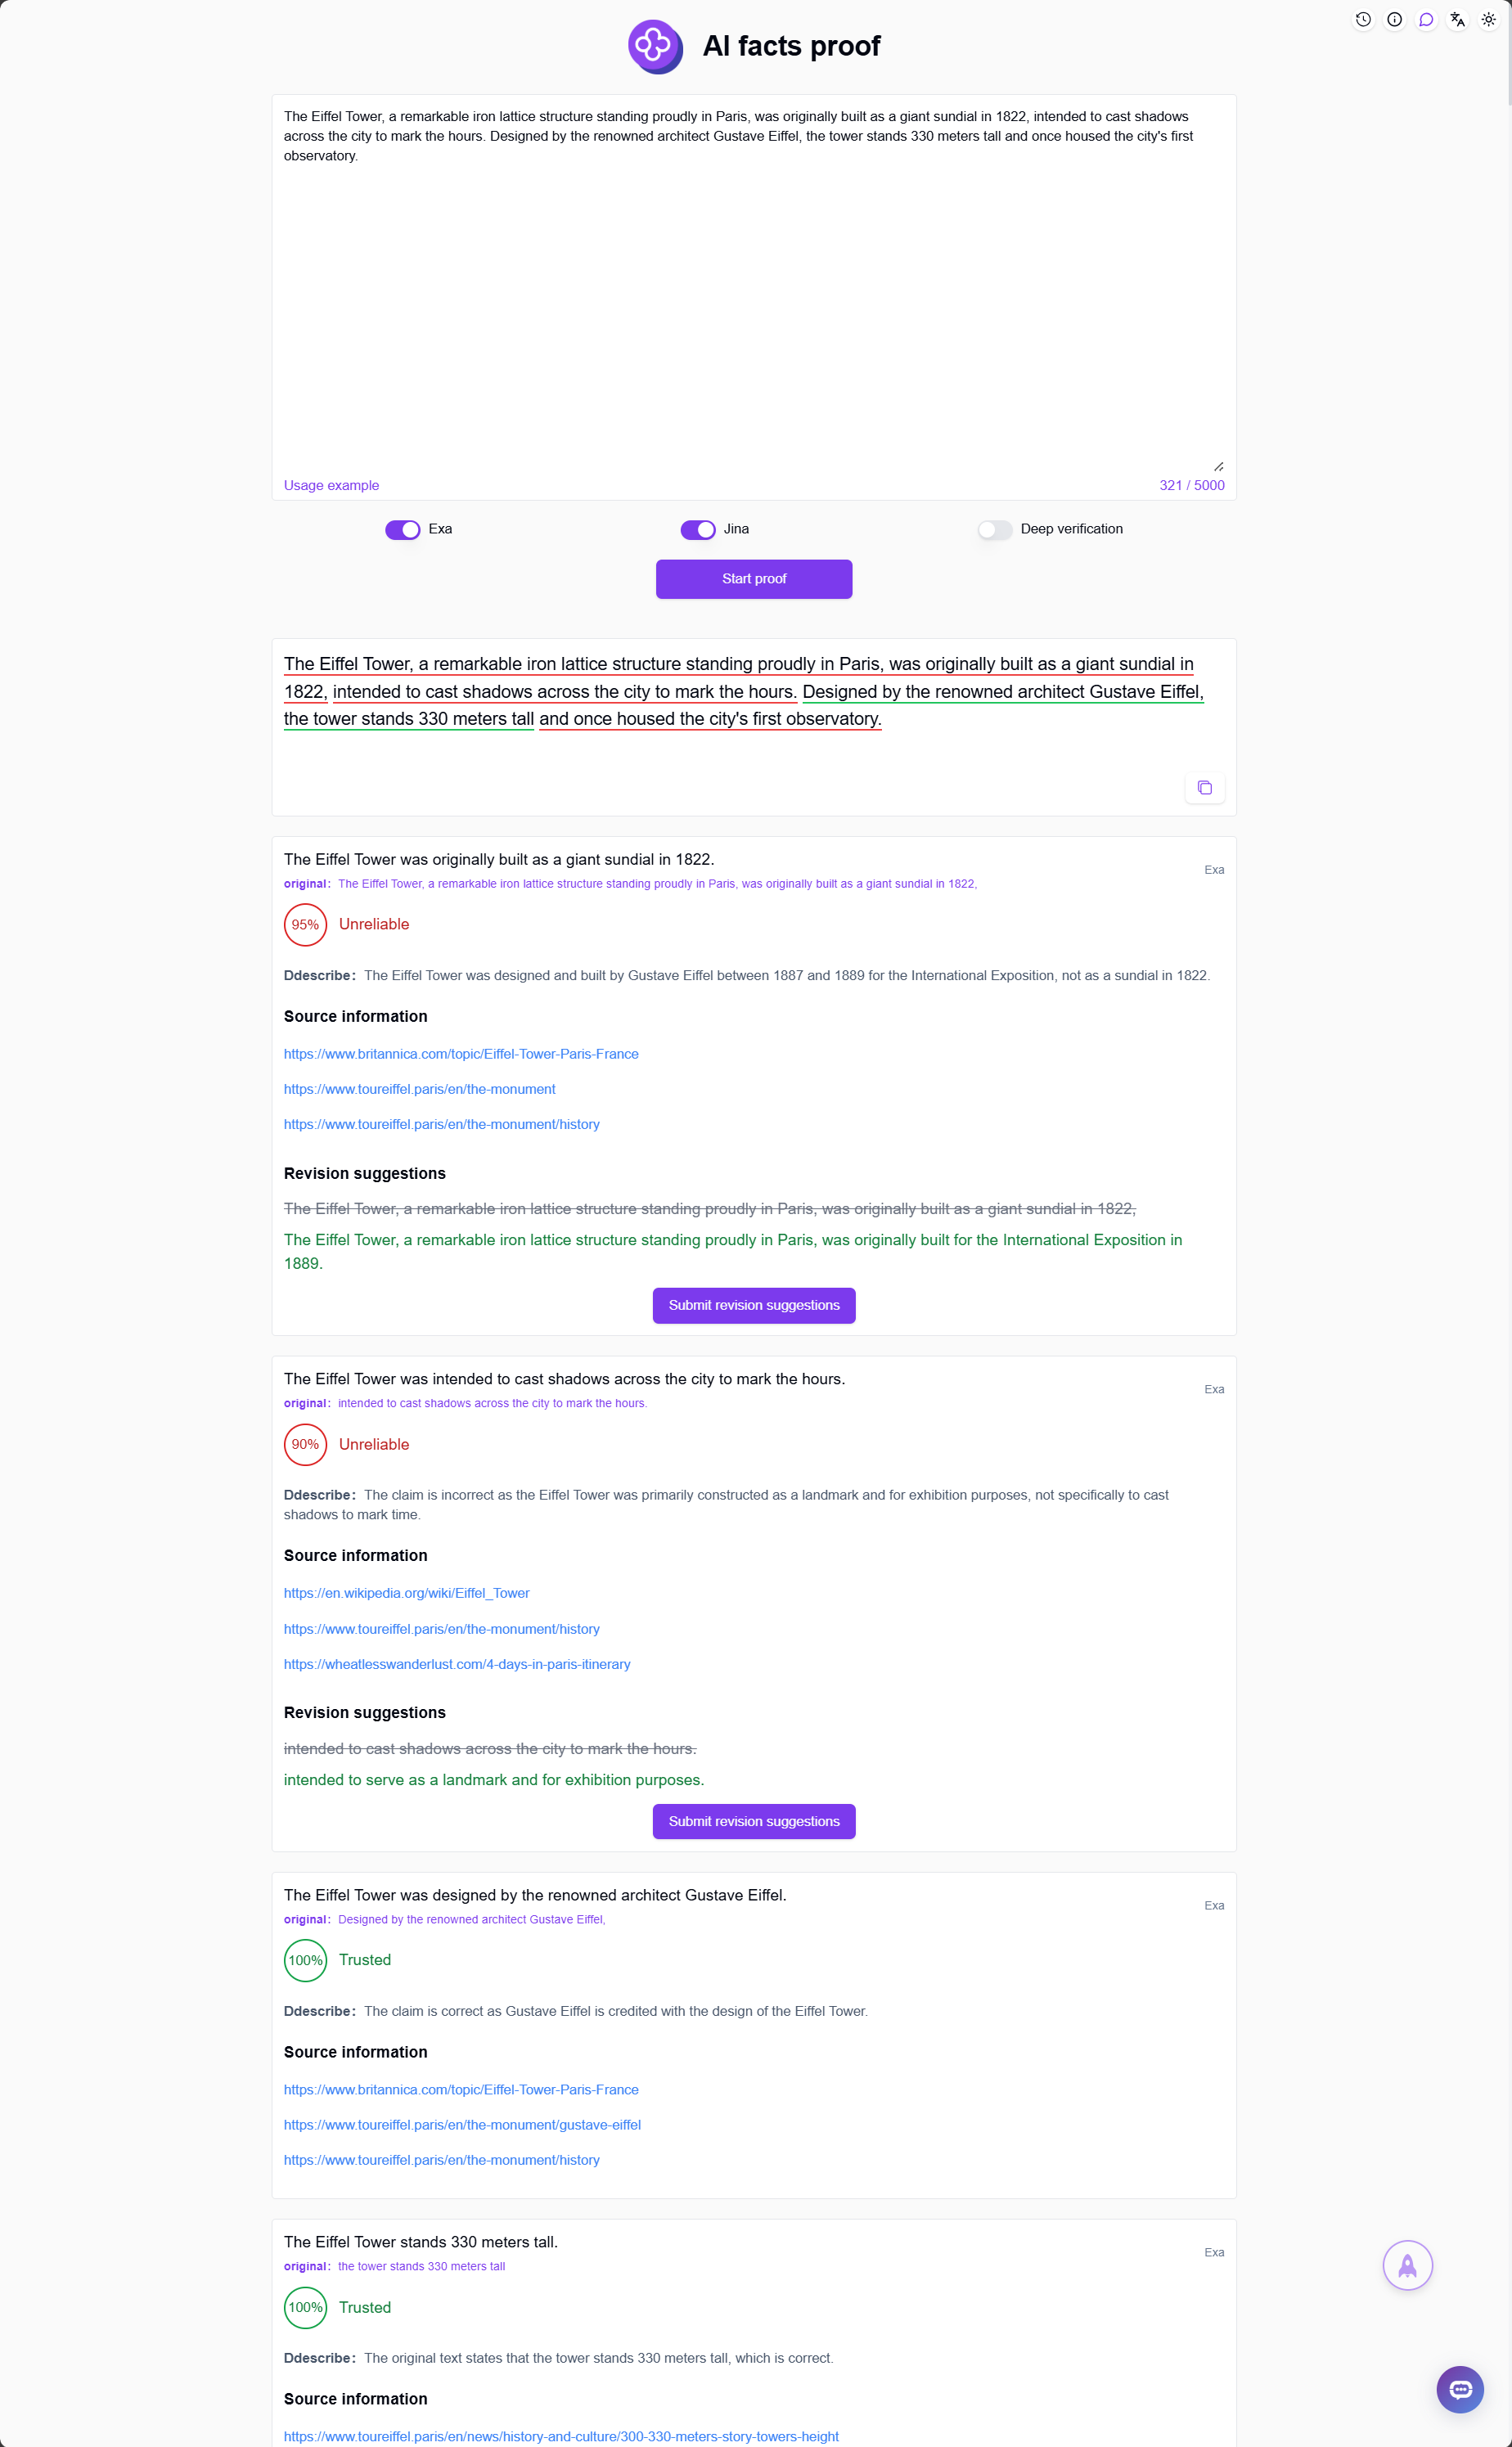 AI facts proof
The Eiffel Tower, a remarkable iron lattice structure standing proudly in Paris, was originally built as a giant sundial in 1822, intended to cast shadows
across the city to mark the hours. Designed by the renowned architect Gustave Eiffel, the tower stands 330 meters tall and once housed the city's first
observatory.
Usage example
321 / 5000
Exa
Jina
Deep verification
Start proof
The Eiffel Tower, a remarkable iron lattice structure standing proudly in Paris, was originally built as a giant sundial in
1822, intended to cast shadows across the city to mark the hours. Designed by the renowned architect Gustave Eiffel,
the tower stands 330 meters tall and once housed the city's first observatory.
The Eiffel Tower was originally built as a giant sundial in 1822.
Exa
original: The Eiffel Tower, a remarkable iron lattice structure standing proudly in Paris, was originally built as a giant sundial in 1822,
95%
Unreliable
Ddescribe: The Eiffel Tower was designed and built by Gustave Eiffel between 1887 and 1889 for the International Exposition, not as a sundial in 1822.
Source information
https://www.britannica.com/topic/Eiffel-Tower-Paris-France
https://www.toureiffel.paris/en/the-monument
https://www.toureiffel.paris/en/the-monument/history
Revision suggestions
The Eiffel Tower, a remarkable iron lattice structure standing proudly in Paris, was originally built as a giant sundial in 1822,
The Eiffel Tower, a remarkable iron lattice structure standing proudly in Paris, was originally built for the International Exposition in
1889.
Submit revision suggestions
The Eiffel Tower was intended to cast shadows across the city to mark the hours.
Exa
original: intended to cast shadows across the city to mark the hours.
90%
Unreliable
Ddescribe: The claim is incorrect as the Eiffel Tower was primarily constructed as a landmark and for exhibition purposes, not specifically to cast
shadows to mark time.
Source information
https://en.wikipedia.org/wiki/Eiffel_Tower
https://www.toureiffel.paris/en/the-monument/history
https://wheatlesswanderlust.com/4-days-in-paris-itinerary
Revision suggestions
intended to cast shadows across the city to mark the hours.
intended to serve as a landmark and for exhibition purposes.
Submit revision suggestions
The Eiffel Tower was designed by the renowned architect Gustave Eiffel.
Exa
original: Designed by the renowned architect Gustave Eiffel,
100%
Trusted
Ddescribe: The claim is correct as Gustave Eiffel is credited with the design of the Eiffel Tower.
Source information
https://www.britannica.com/topic/Eiffel-Tower-Paris-France
https://www.toureiffel.paris/en/the-monument/gustave-eiffel
https://www.toureiffel.paris/en/the-monument/history
The Eiffel Tower stands 330 meters tall.
Exa
original: the tower stands 330 meters tall
100%
Trusted
Ddescribe: The original text states that the tower stands 330 meters tall, which is correct.
Source information
https://www.toureiffel.paris/en/news/history-and-culture/300-330-meters-story-towers-height